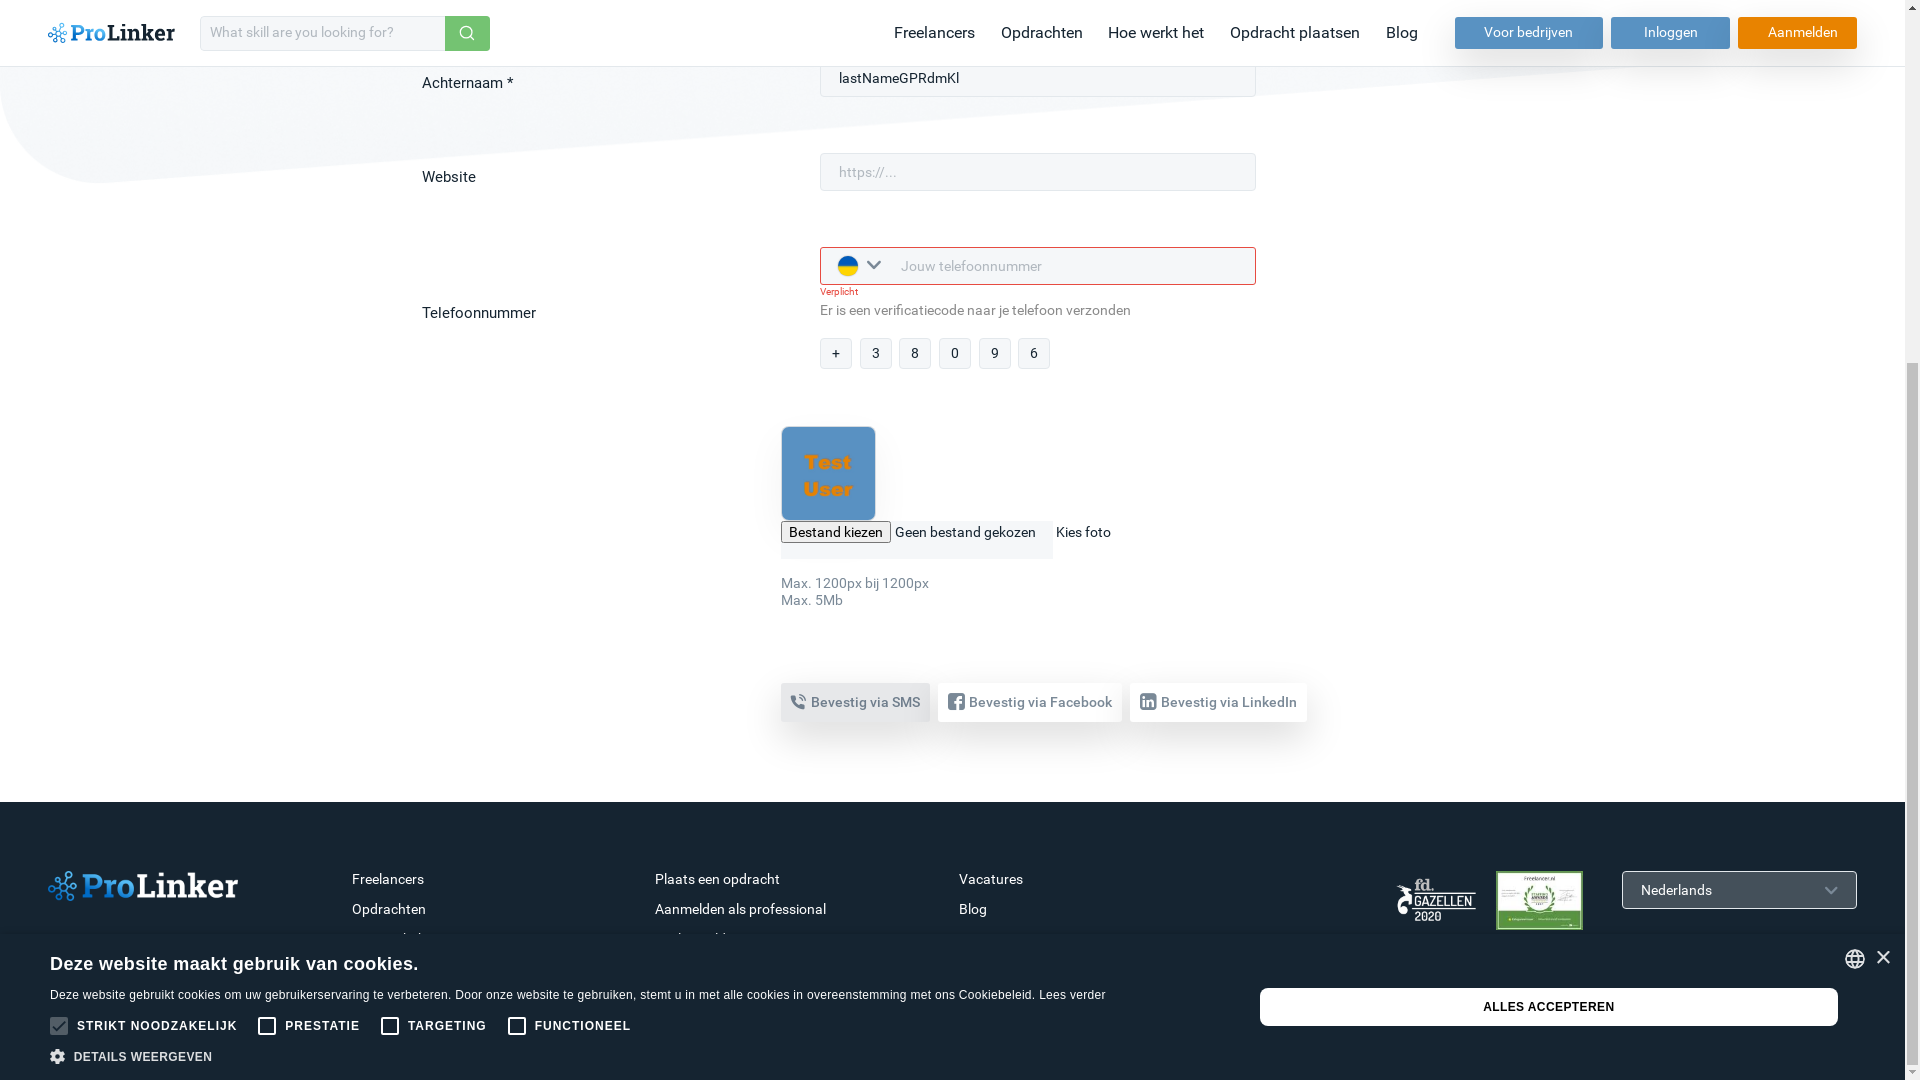 ProLinker
What skill are you looking for?
Freelancers
Opdrachten
Hoe werkt het
Opdracht plaatsen
Blog
Voor bedrijven
Inloggen
Aanmelden
Achternaam *
lastNameGPRdmKl
Website
https://...
Jouw telefoonnummer
Verplicht
Telefoonnummer
Er is een verificatiecode naar je telefoon verzonden
+ 3 8 0 9 6
Test
User
Bestand kiezen Geen bestand gekozen Kies foto
Max. 1200px bij 1200px
Max. 5Mb
Bevestig via SMS
Bevestig via Facebook
Bevestig via LinkedIn
ProLinker
Freelancers
Opdrachten
Plaats een opdracht
Aanmelden als professional
Vacatures
Blog
fd.
GAZELLEN
2020
Freelancer.nl
Nederlands
Deze website maakt gebruik van cookies.
Deze website gebruikt cookies om uw gebruikerservaring te verbeteren. Door onze website te gebruiken, stemt u in met alle cookies in overeenstemming met ons Cookiebeleid. Lees verder
STRIKT NOODZAKELIJK
PRESTATIE
TARGETING
FUNCTIONEEL
DETAILS WEERGEVEN
ALLES ACCEPTEREN
×